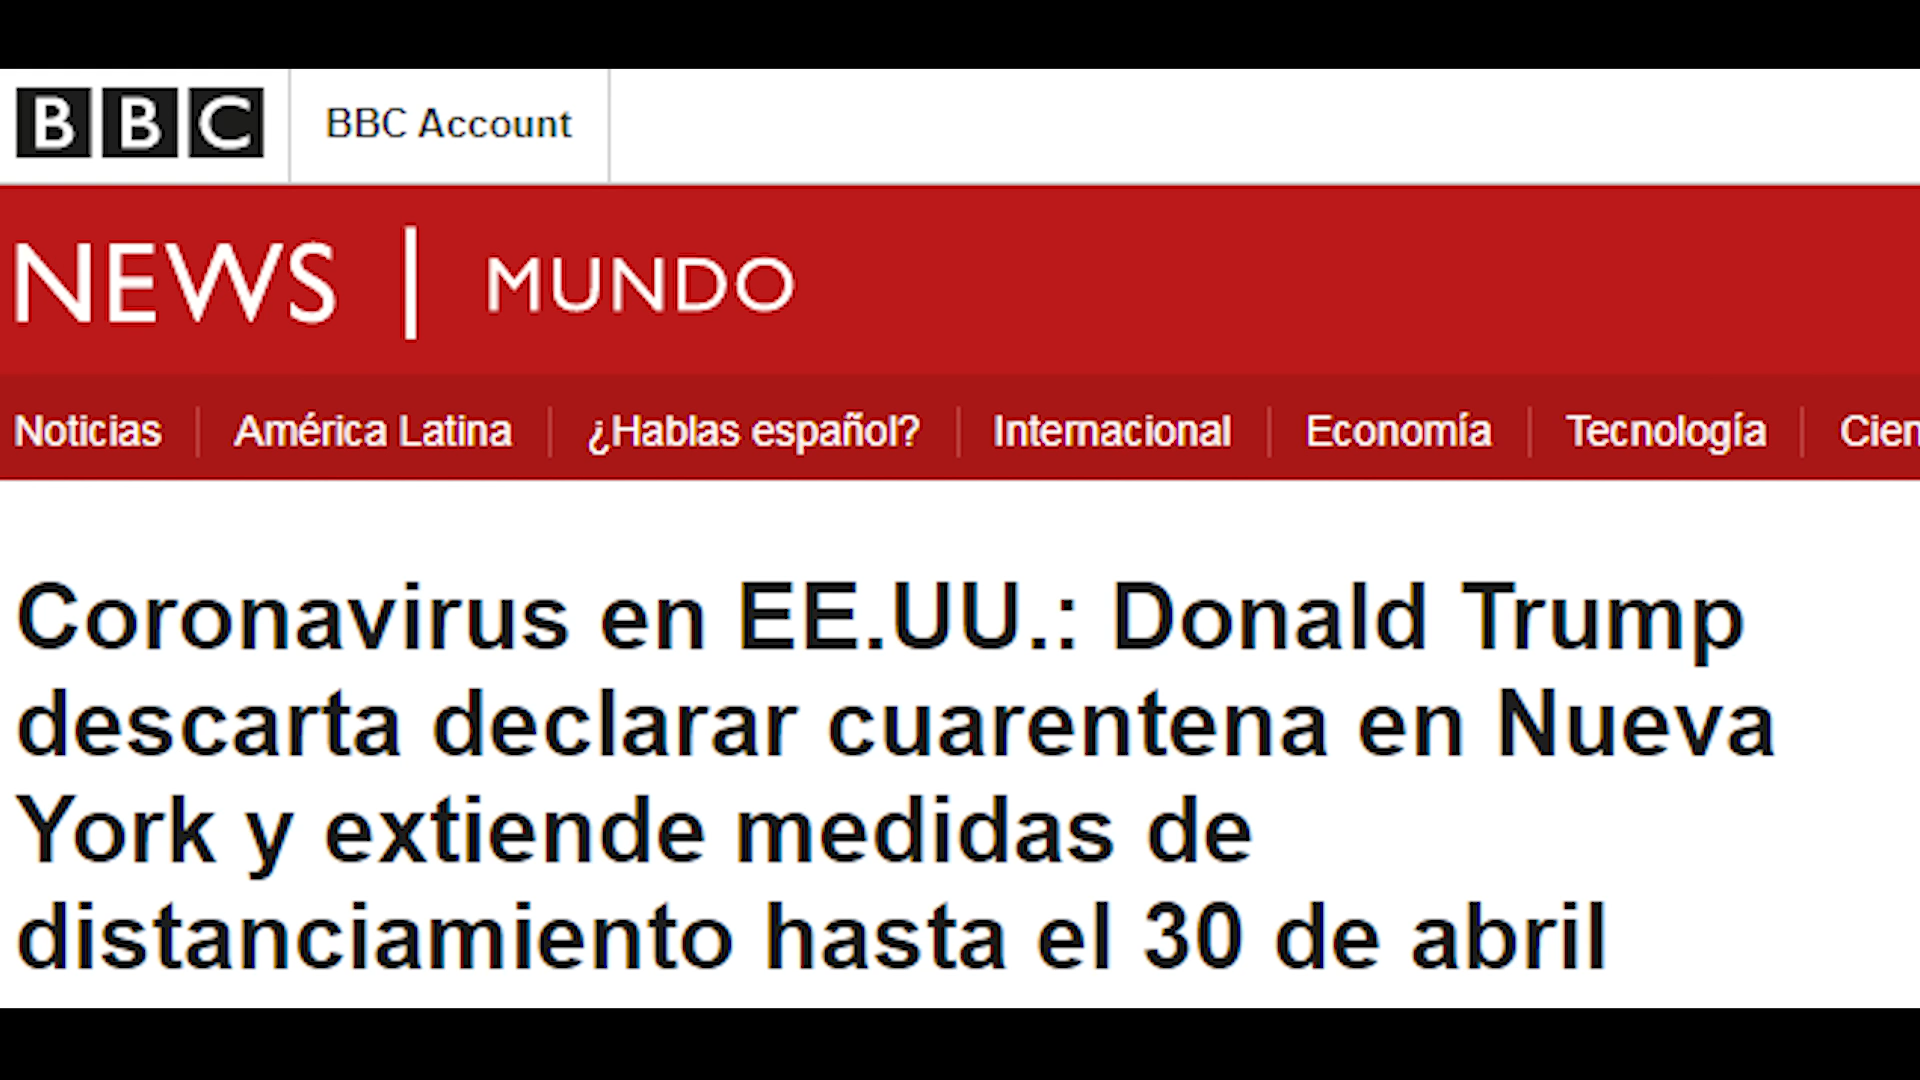 BBC BBC Account
NEWS | MUNDO
Noticias América Latina ¿Hablas español? Internacional Economía Tecnología Cien
Coronavirus en EE.UU.: Donald Trump
descarta declarar cuarentena en Nueva
York y extiende medidas de
distanciamiento hasta el 30 de abril